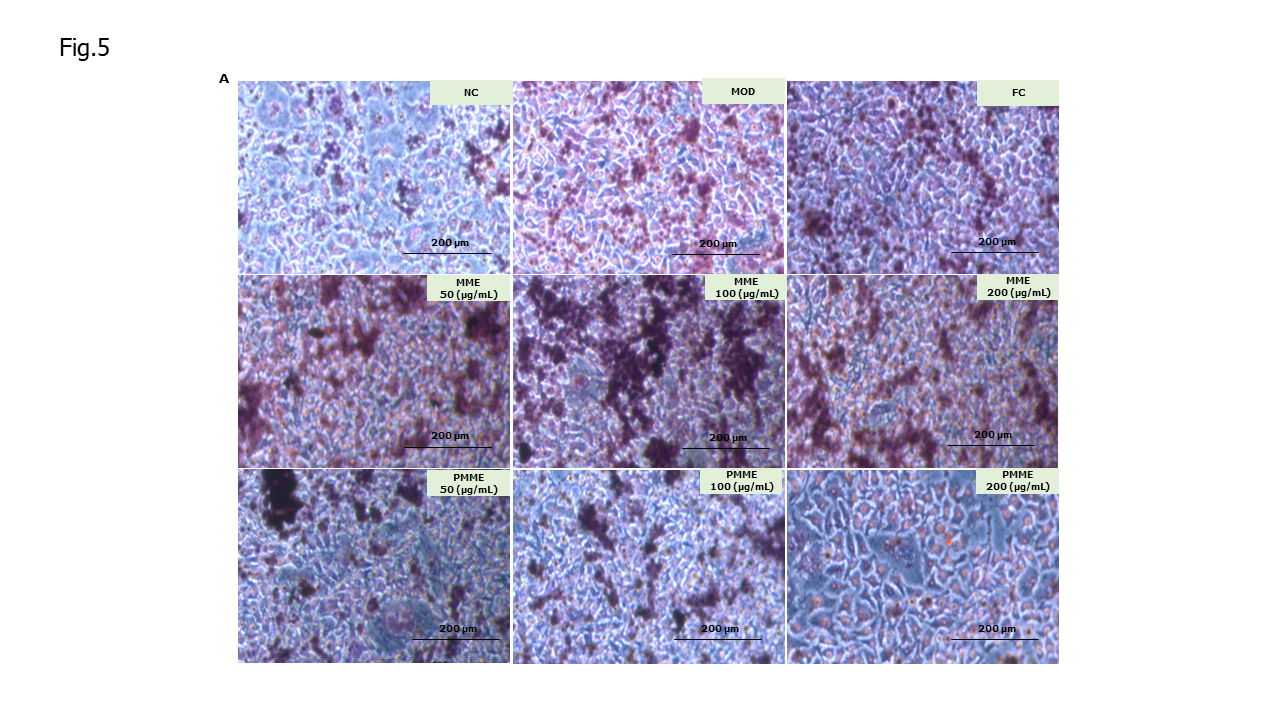 Fig.5
A
NC
MOD
FC
200 µm
200 µm
200 µm
MME
50 (µg/mL)
MME
100 (µg/mL)
MME
200 (µg/mL)
200 µm
200 µm
200 µm
PMME
50 (µg/mL)
PMME
100 (µg/mL)
PMME
200 (µg/mL)
200 µm
200 µm
200 µm